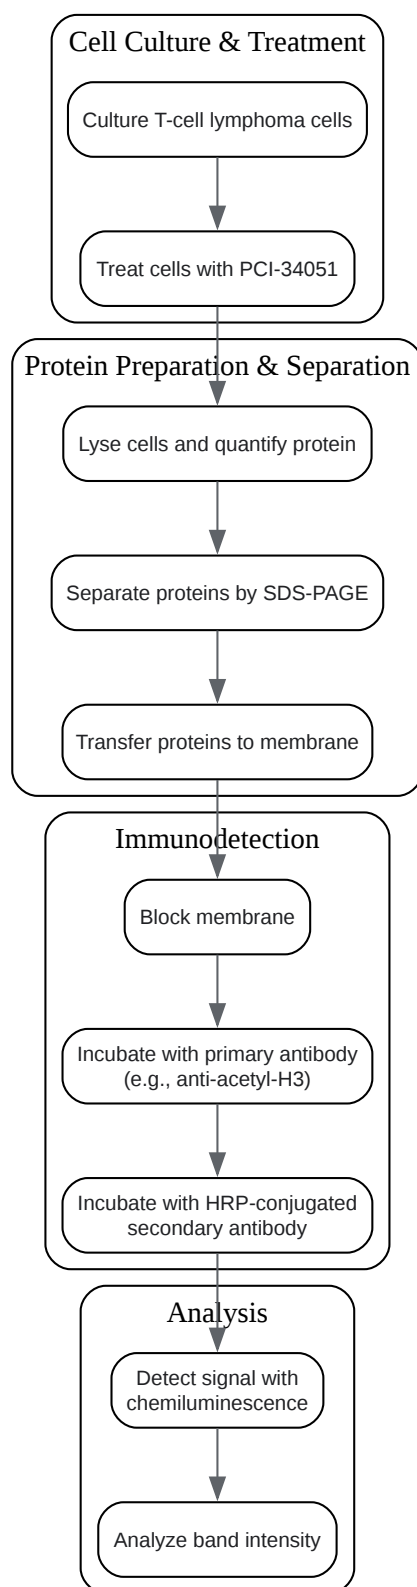 Cell Culture & Treatment
Culture T-cell lymphoma cells
Treat cells with PCI-34051
Protein Preparation & Separation
Lyse cells and quantify protein
Separate proteins by SDS-PAGE
Transfer proteins to membrane
Immunodetection
Block membrane
Incubate with primary antibody
(e.g., anti-acetyl-H3)
Incubate with HRP-conjugated
secondary antibody
Analysis
Detect signal with
chemiluminescence
Analyze band intensity